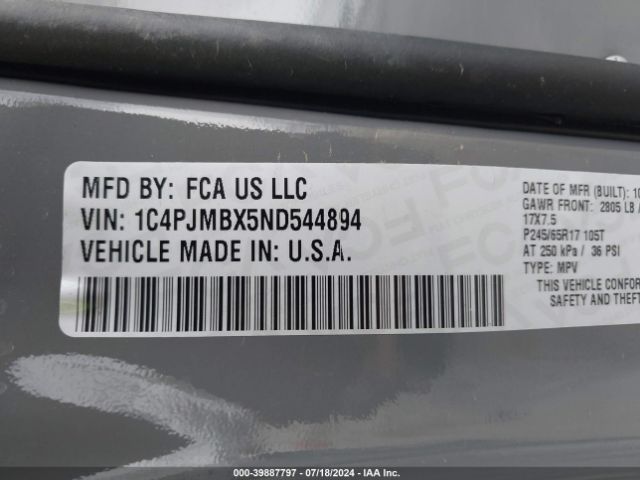 MFD BY: FCA US LLC
VIN: 1C4PJMBX5ND544894
VEHICLE MADE IN: U.S.A.
DATE OF MFR (BUILT): 10
GAWR FRONT: 2805 LB
17X7.5
P245/65R17 105T
AT 250 kPa / 36 PSI
TYPE: MPV
THIS VEHICLE CONFOR
SAFETY AND THEFT
000-39887797 - 07/18/2024 - IAA Inc.